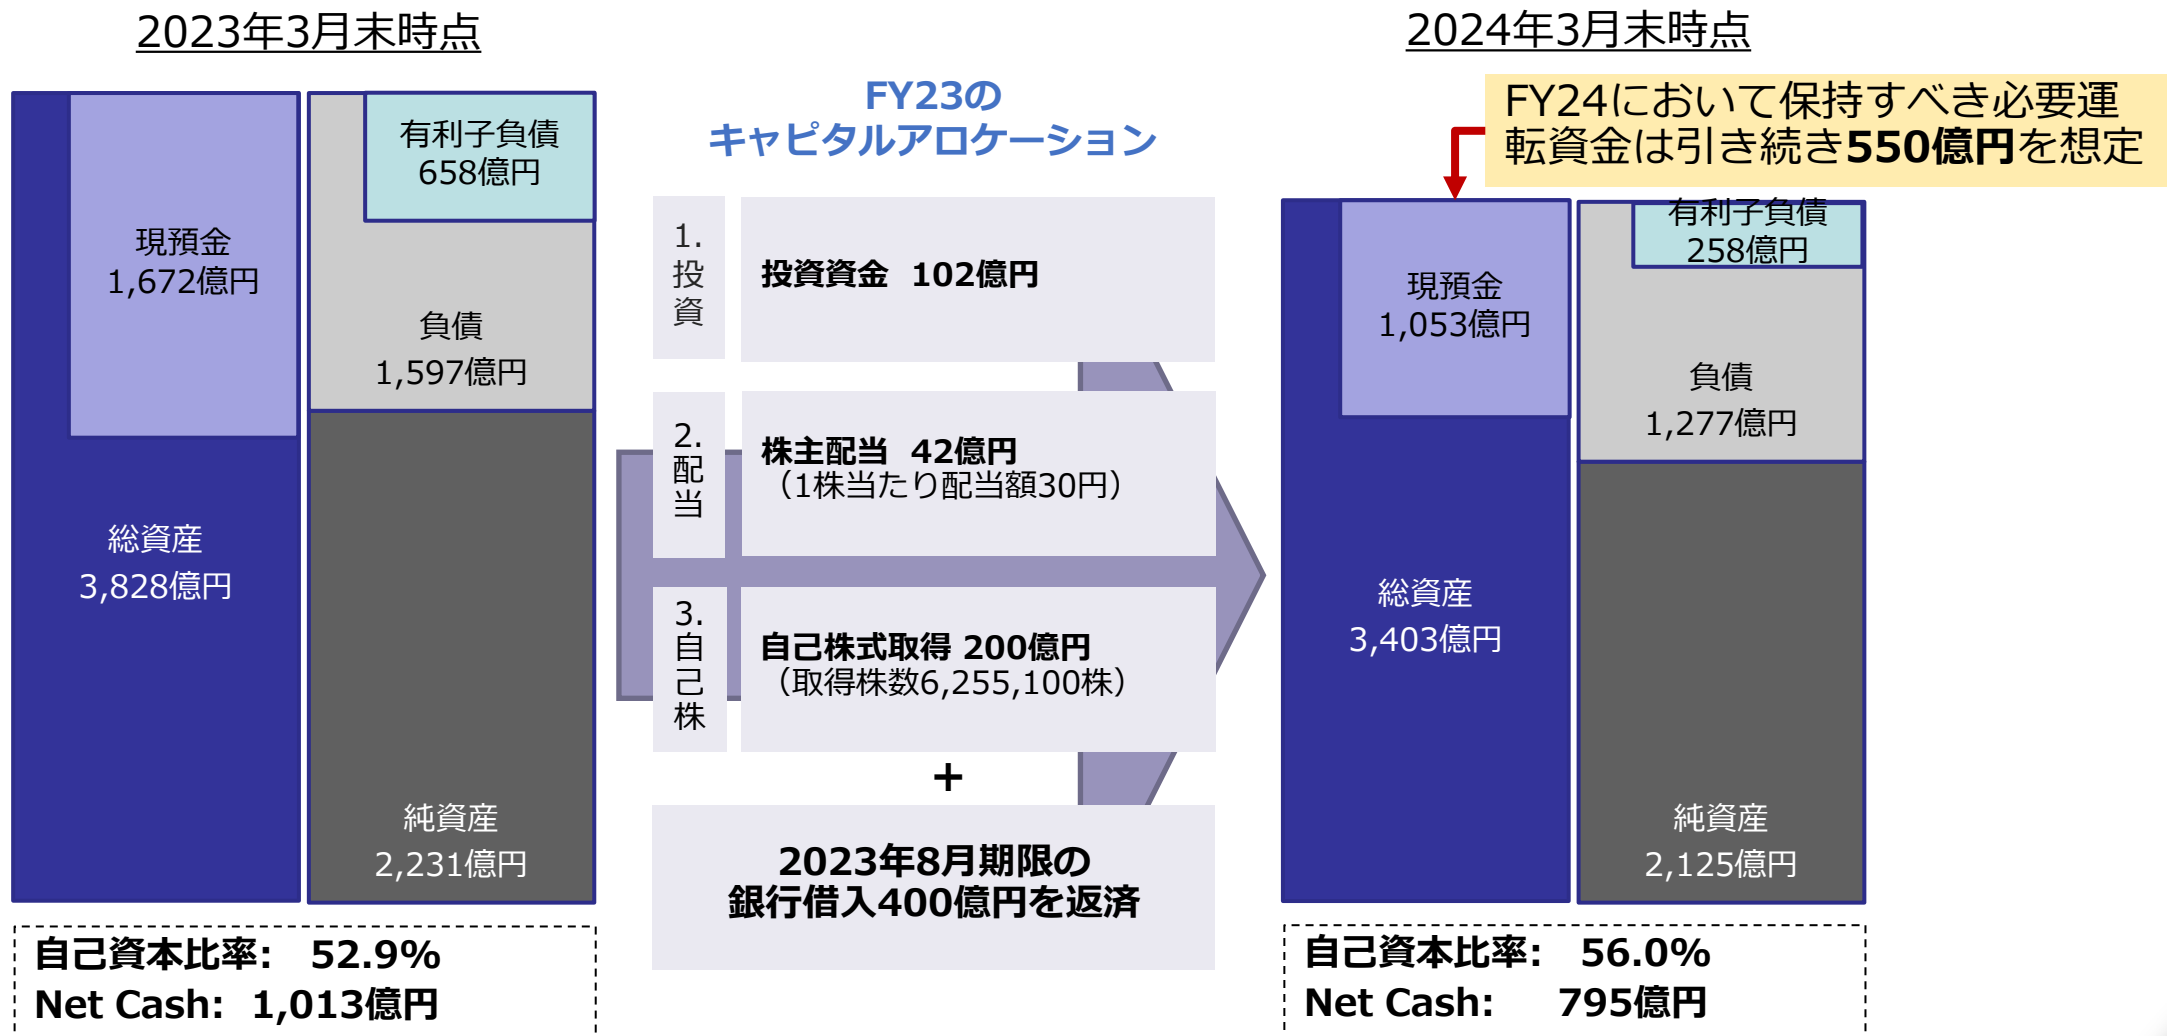 2023年3月末時点
現預金
1,672億円
総資産
3,828億円
有利子負債
658億円
負債
1,597億円
純資産
2,231億円
自己資本比率: 52.9%
Net Cash: 1,013億円
FY23の
キャピタルアロケーション
1.
投
資
投資資金 102億円
2.
配
当
株主配当 42億円
（1株当たり配当額30円）
3.
自
己
株
自己株式取得 200億円
（取得株数6,255,100株）
+
2023年8月期限の
銀行借入400億円を返済
2024年3月末時点
FY24において保持すべき必要運
転資金は引き続き550億円を想定
現預金
1,053億円
総資産
3,403億円
有利子負債
258億円
負債
1,277億円
純資産
2,125億円
自己資本比率: 56.0%
Net Cash: 795億円